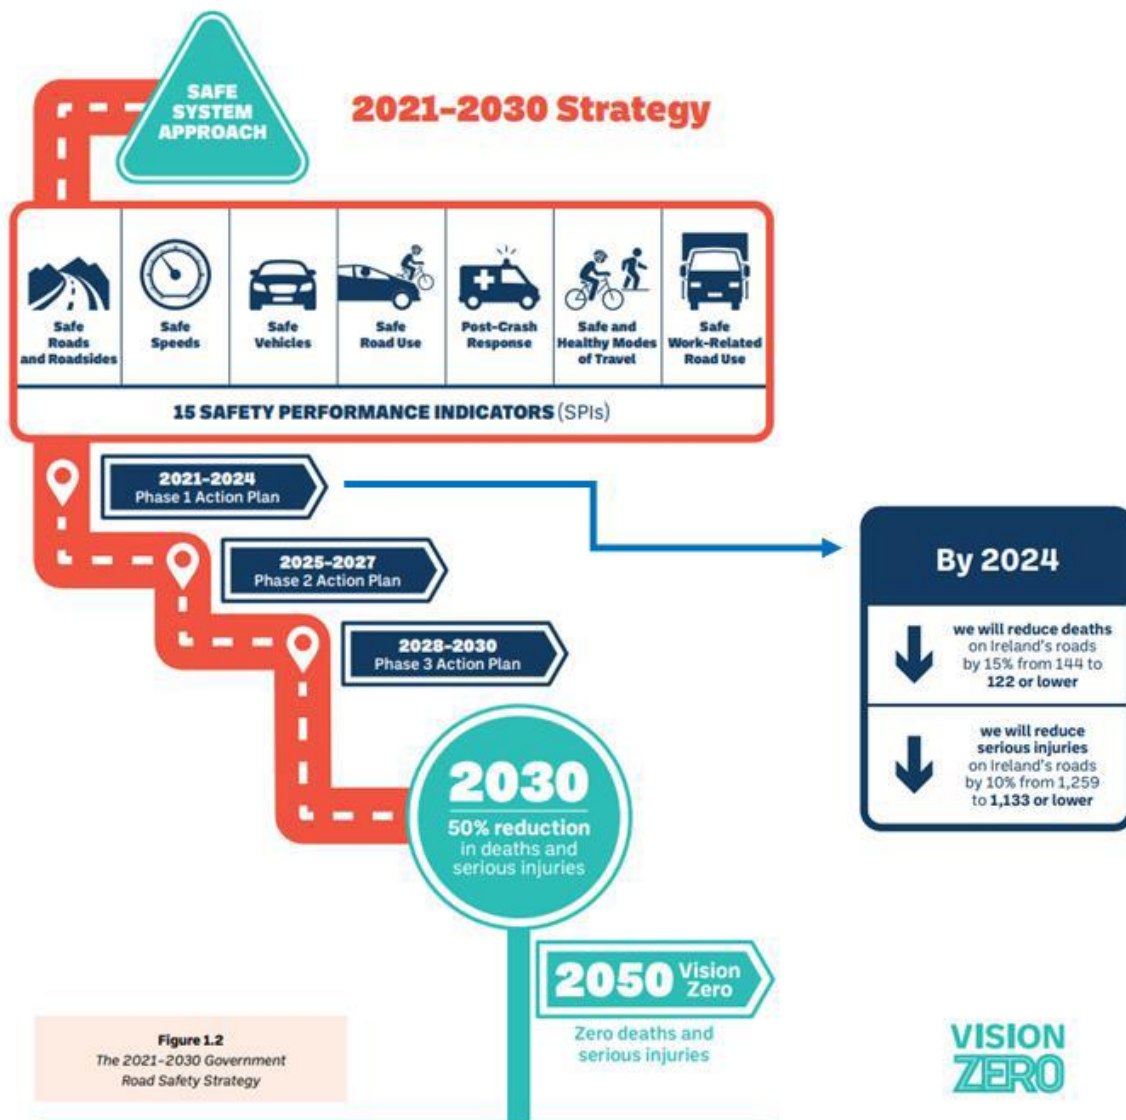 SAFE
SYSTEM
APPROACH
2021–2030 Strategy
Safe
Roads
and Roadsides
Safe
Speeds
Safe
Vehicles
Safe
Road Use
Post-Crash
Response
Safe and
Healthy Modes
of Travel
Safe
Work-Related
Road Use
15 SAFETY PERFORMANCE INDICATORS (SPIs)
2021–2024
Phase 1 Action Plan
2025–2027
Phase 2 Action Plan
2028–2030
Phase 3 Action Plan
By 2024
we will reduce deaths
on Ireland's roads
by 15% from 144 to
122 or lower
we will reduce
serious injuries
on Ireland's roads
by 10% from 1,259
to 1,133 or lower
2030
50% reduction
in deaths and
serious injuries
2050 Vision
Zero
Zero deaths and
serious injuries
Figure 1.2
The 2021–2030 Government
Road Safety Strategy
VISION
ZERO